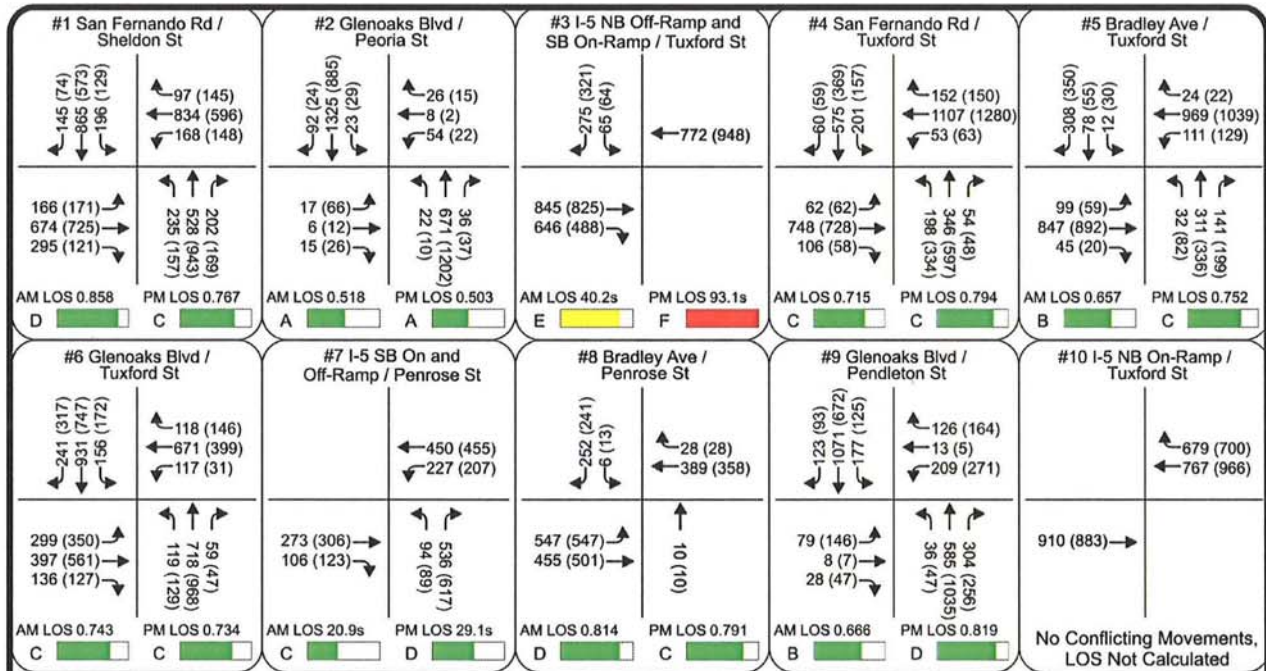 #1 San Fernando Rd /
Sheldon St
145 (74)
865 (573)
196 (129)
97 (145)
834 (596)
168 (148)
166 (171)
674 (725)
295 (121)
235 (157)
528 (943)
202 (169)
AM LOS 0.858
PM LOS 0.767
D
C
#2 Glenoaks Blvd /
Peoria St
92 (24)
1325 (885)
23 (29)
26 (15)
8 (2)
54 (22)
17 (66)
6 (12)
15 (26)
22 (10)
671 (1202)
36 (37)
AM LOS 0.518
PM LOS 0.503
A
A
#3 I-5 NB Off-Ramp and
SB On-Ramp / Tuxford St
275 (321)
65 (64)
772 (948)
845 (825)
646 (488)
AM LOS 40.2s
PM LOS 93.1s
E
F
#4 San Fernando Rd /
Tuxford St
60 (59)
575 (369)
201 (157)
152 (150)
1107 (1280)
53 (63)
62 (62)
748 (728)
106 (58)
198 (334)
346 (597)
54 (48)
AM LOS 0.715
PM LOS 0.794
C
C
#5 Bradley Ave /
Tuxford St
308 (350)
78 (55)
12 (30)
24 (22)
969 (1039)
111 (129)
99 (59)
847 (892)
45 (20)
32 (82)
311 (336)
141 (199)
AM LOS 0.657
PM LOS 0.752
B
C
#6 Glenoaks Blvd /
Tuxford St
241 (317)
931 (747)
156 (172)
118 (146)
671 (399)
117 (31)
299 (350)
397 (561)
136 (127)
119 (129)
718 (968)
59 (47)
AM LOS 0.743
PM LOS 0.734
C
C
#7 I-5 SB On and
Off-Ramp / Penrose St
450 (455)
227 (207)
273 (306)
106 (123)
94 (89)
536 (617)
AM LOS 20.9s
PM LOS 29.1s
C
D
#8 Bradley Ave /
Penrose St
252 (241)
6 (13)
28 (28)
389 (358)
547 (547)
455 (501)
10 (10)
AM LOS 0.814
PM LOS 0.791
D
C
#9 Glenoaks Blvd /
Pendleton St
123 (93)
1071 (672)
177 (125)
126 (164)
13 (5)
209 (271)
79 (146)
8 (7)
28 (47)
36 (47)
585 (1035)
304 (256)
AM LOS 0.666
PM LOS 0.819
B
D
#10 I-5 NB On-Ramp /
Tuxford St
679 (700)
767 (966)
910 (883)
No Conflicting Movements,
LOS Not Calculated